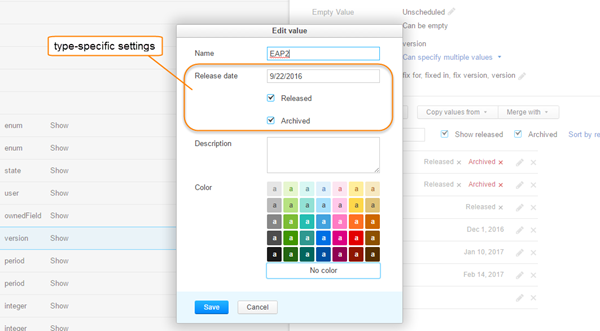 Empty Value Unscheduled
Can be empty
version
Can specify multiple values
fix for, fixed in, fix version, version
type-specific settings
Edit value
Name EAP2
Release date 9/22/2016
Released
Archived
Description
Color
a a a a a a a
a a a a a a a
a a a a a a a
a a a a a a a
a a a a a a a
No color
Save Cancel
enum Show
enum Show
state Show
user Show
ownedField Show
version Show
period Show
period Show
integer Show
integer Show
Copy values from Merge with
Show released Archived Sort by re
Released × Archived ×
Released × Archived ×
Released ×
Dec 1, 2016
Jan 10, 2017
Feb 14, 2017